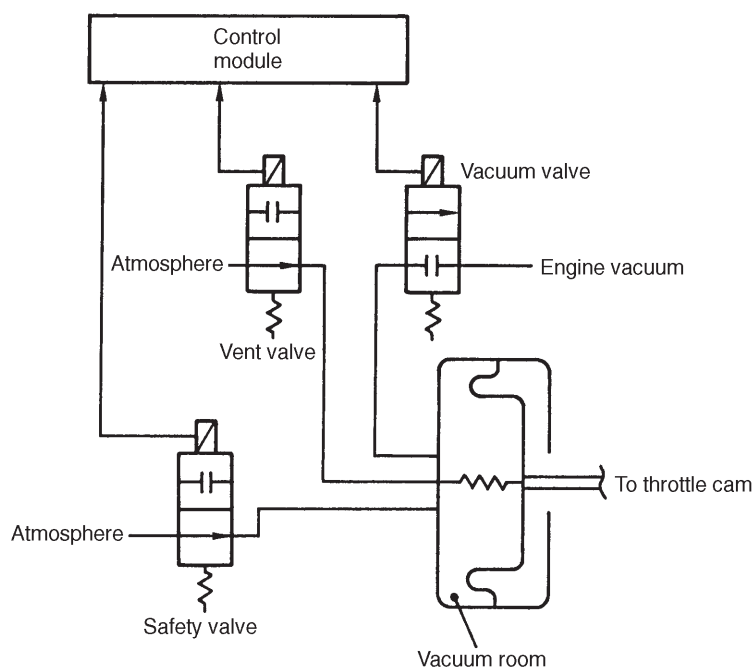 Control
module
Vacuum valve
Atmosphere
Engine vacuum
Vent valve
To throttle cam
Atmosphere
Safety valve
Vacuum room